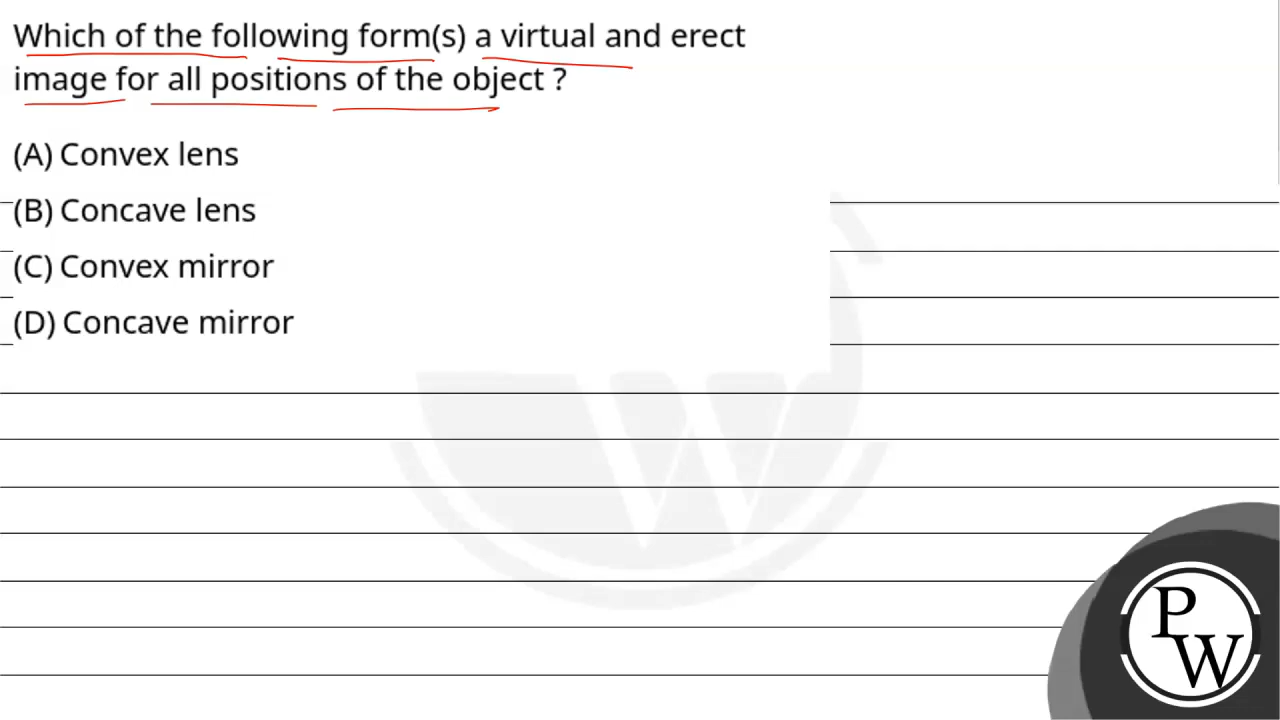 Which of the following form(s) a virtual and erect
image for all positions of the object ?
(A) Convex lens
(B) Concave lens
(C) Convex mirror
(D) Concave mirror
P
W